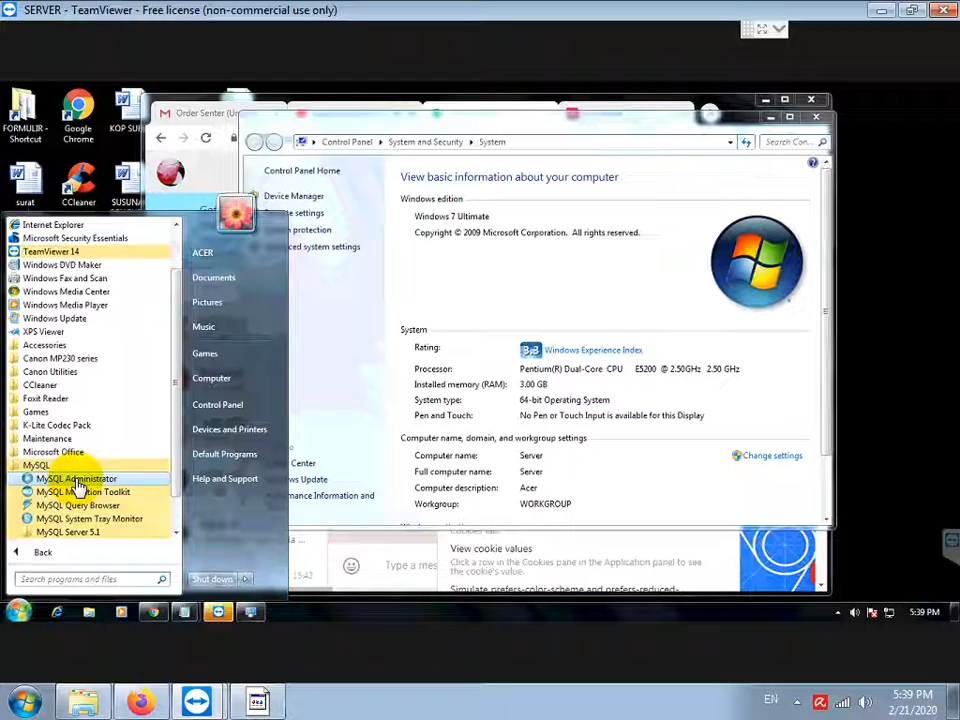 SERVER - TeamViewer - Free license (non-commercial use only)
FORMULIR - Shortcut
Google Chrome
KOP SU
surat
CCleaner
SUSUNA
Order Senter (U
Control Panel
System and Security
System
Search Con...
Control Panel Home
Device Manager
settings
protection
system settings
View basic information about your computer
Windows edition
Windows 7 Ultimate
Copyright © 2009 Microsoft Corporation. All rights reserved.
System
Rating:
3.3
Windows Experience Index
Processor:
Pentium(R) Dual-Core CPU E5200 @ 2.50GHz 2.50 GHz
Installed memory (RAM):
3.00 GB
System type:
64-bit Operating System
Pen and Touch:
No Pen or Touch Input is available for this Display
Computer name, domain, and workgroup settings
Computer name:
Server
Change settings
Full computer name:
Server
Computer description:
Acer
Workgroup:
WORKGROUP
Center
Update
Information and
Internet Explorer
Microsoft Security Essentials
TeamViewer 14
Windows DVD Maker
Windows Fax and Scan
Windows Media Center
Windows Media Player
Windows Update
XPS Viewer
Accessories
Canon MP230 series
Canon Utilities
CCleaner
Foxit Reader
Games
K-Lite Codec Pack
Maintenance
Microsoft Office
MySQL
MySQL Administrator
MySQL Migration Toolkit
MySQL Query Browser
MySQL System Tray Monitor
MySQL Server 5.1
Back
Search programs and files
ACER
Documents
Pictures
Music
Games
Computer
Control Panel
Devices and Printers
Default Programs
Help and Support
Shut down
15:43
Type a mes
View cookie values
Click a row in the Cookies pane in the Application panel to see the cookie's value.
Simulate prefers-color-scheme and prefers-reduced-
5:39 PM
EN
5:39 PM
2/21/2020